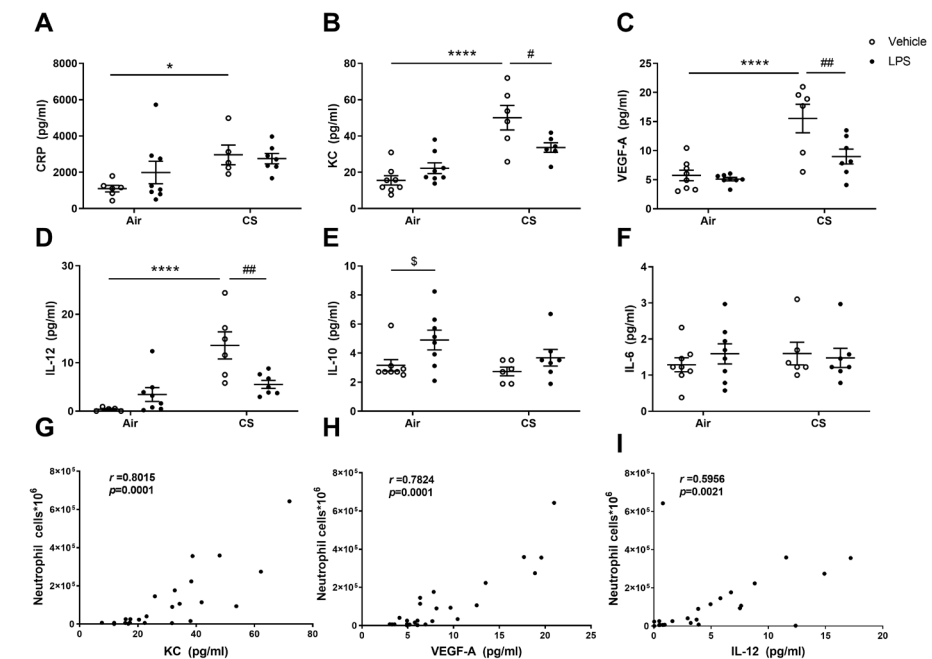 A
B
C
Vehicle
LPS
*
****
#
****
##
8000
6000
4000
2000
0
CRP (pg/ml)
Air
CS
80
60
40
20
0
KC (pg/ml)
Air
CS
25
20
15
10
5
0
VEGF-A (pg/ml)
Air
CS
D
E
F
****
##
$
30
20
10
0
IL-12 (pg/ml)
Air
CS
10
8
6
4
2
0
IL-10 (pg/ml)
Air
CS
4
3
2
1
0
IL-6 (pg/ml)
Air
CS
G
H
I
8×10⁵
6×10⁵
4×10⁵
2×10⁵
0
Neutrophil cells*10⁶
r =0.8015
p=0.0001
0
20
40
60
80
KC (pg/ml)
8×10⁵
6×10⁵
4×10⁵
2×10⁵
0
Neutrophil cells*10⁶
r =0.7824
p=0.0001
0
5
10
15
20
25
VEGF-A (pg/ml)
8×10⁵
6×10⁵
4×10⁵
2×10⁵
0
Neutrophil cells*10⁶
r =0.5956
p=0.0021
0
5
10
15
20
IL-12 (pg/ml)